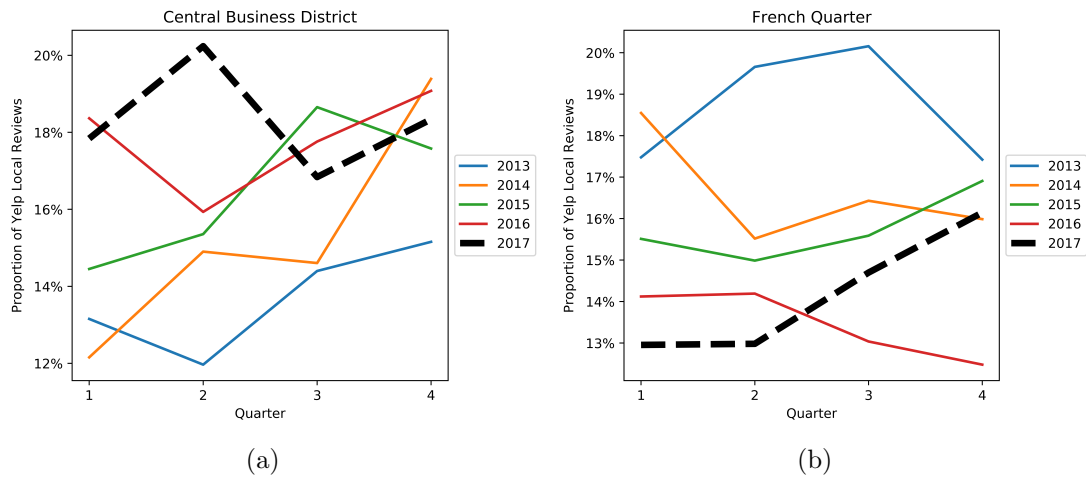 Central Business District
Proportion of Yelp Local Reviews
20%
18%
16%
14%
12%
1 2 3 4
Quarter
2013
2014
2015
2016
2017
(a)
French Quarter
Proportion of Yelp Local Reviews
20%
19%
18%
17%
16%
15%
14%
13%
1 2 3 4
Quarter
2013
2014
2015
2016
2017
(b)